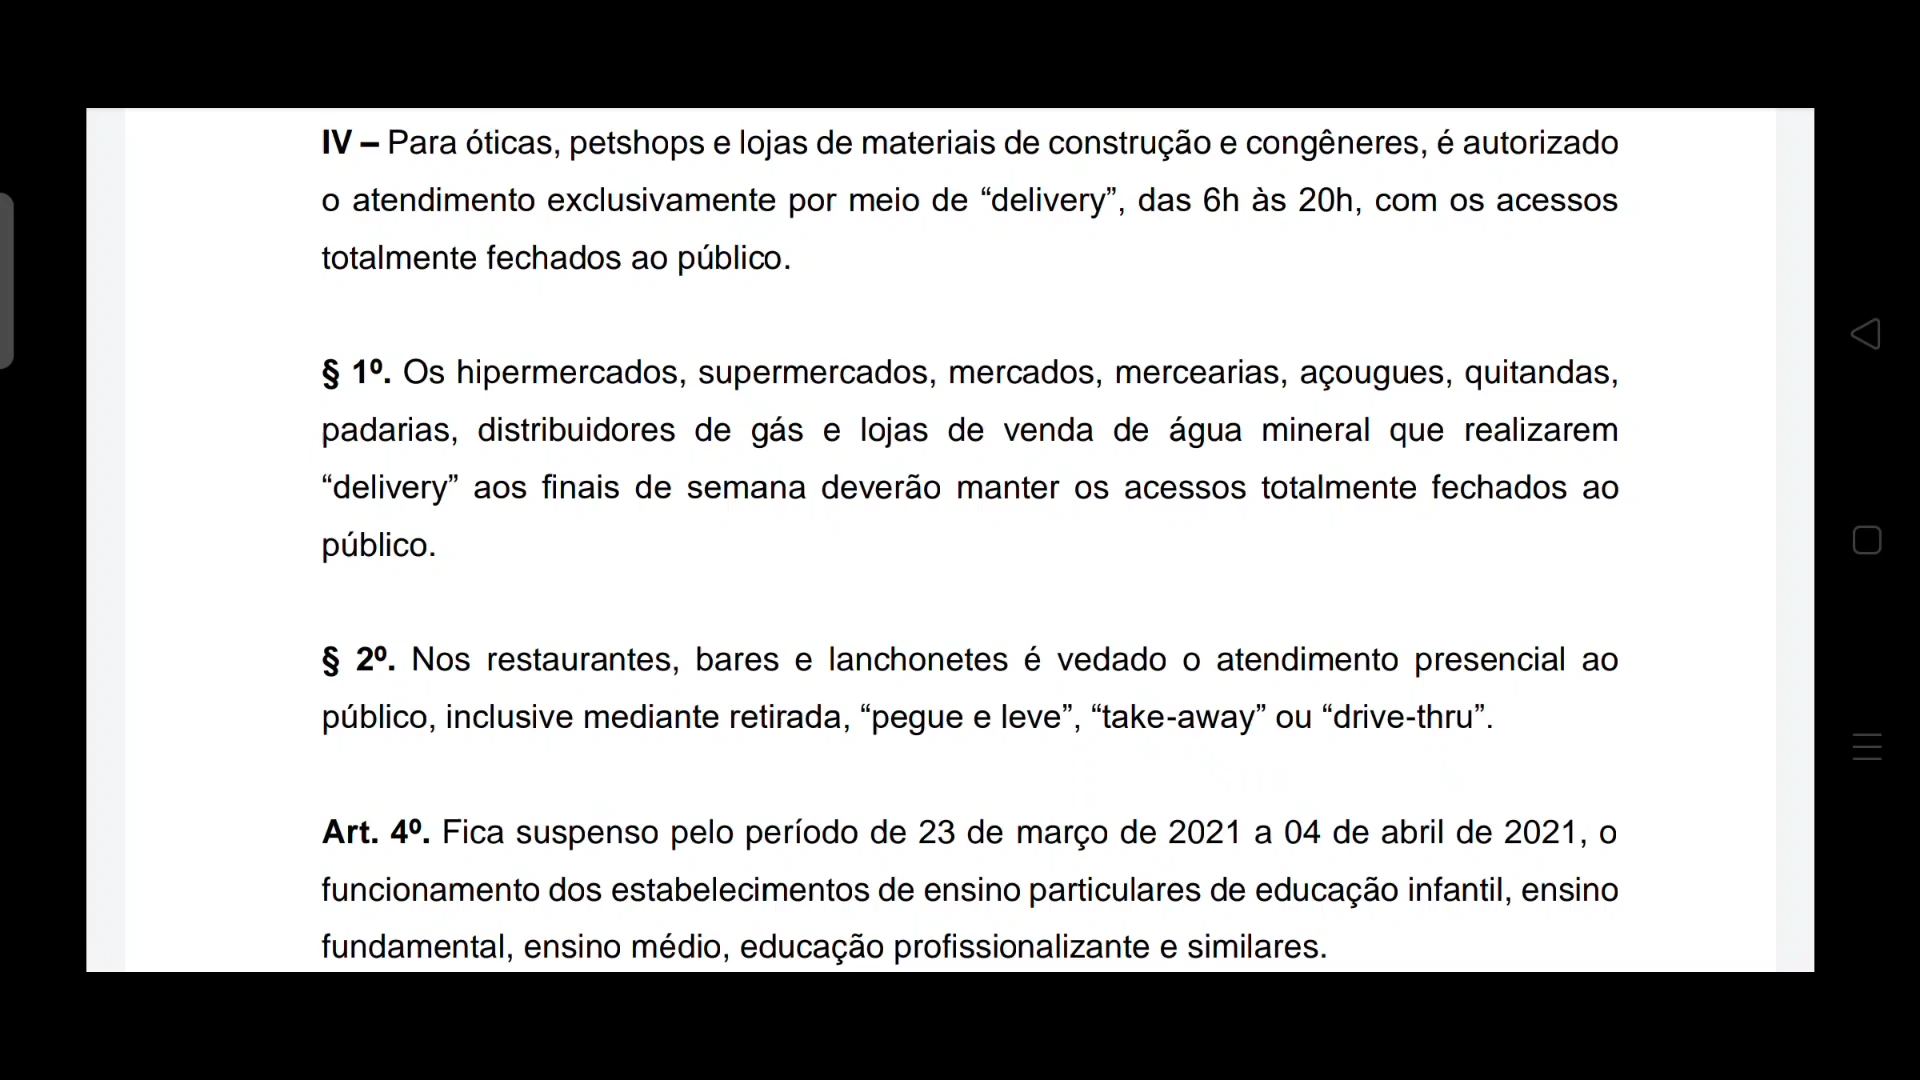 IV – Para óticas, petshops e lojas de materiais de construção e congêneres, é autorizado
o atendimento exclusivamente por meio de “delivery”, das 6h às 20h, com os acessos
totalmente fechados ao público.
§ 1º. Os hipermercados, supermercados, mercados, mercearias, açougues, quitandas,
padarias, distribuidores de gás e lojas de venda de água mineral que realizarem
“delivery” aos finais de semana deverão manter os acessos totalmente fechados ao
público.
§ 2º. Nos restaurantes, bares e lanchonetes é vedado o atendimento presencial ao
público, inclusive mediante retirada, “pegue e leve”, “take-away” ou “drive-thru”.
Art. 4º. Fica suspenso pelo período de 23 de março de 2021 a 04 de abril de 2021, o
funcionamento dos estabelecimentos de ensino particulares de educação infantil, ensino
fundamental, ensino médio, educação profissionalizante e similares.